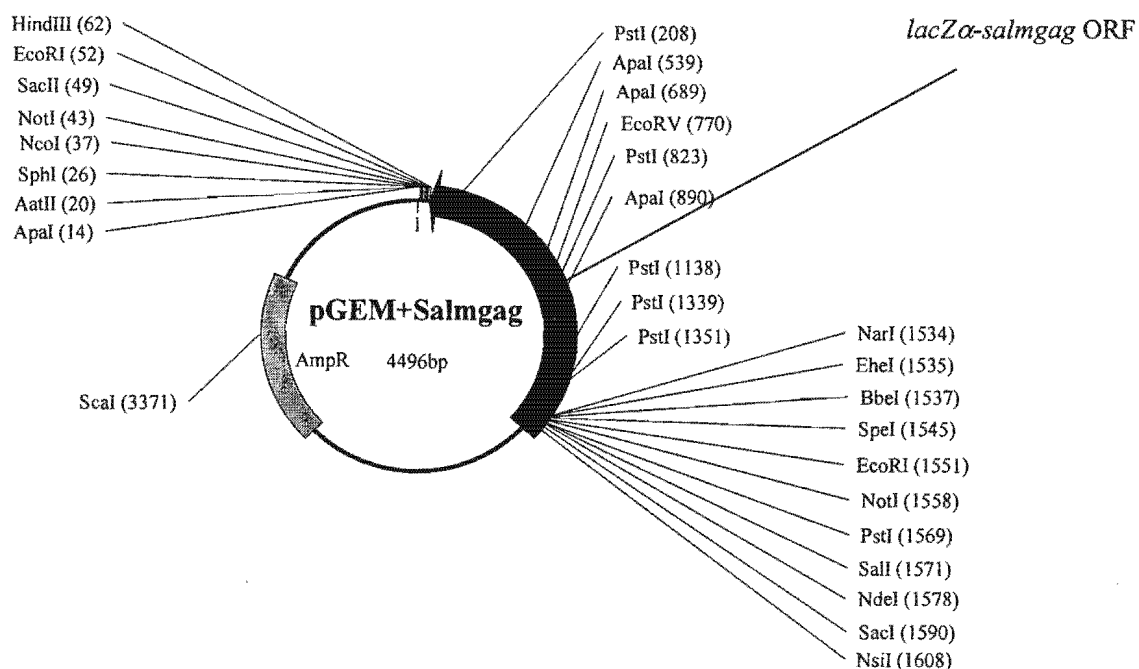 HindIII (62)
EcoRI (52)
SacII (49)
NotI (43)
NcoI (37)
SphI (26)
AatII (20)
ApaI (14)
PstI (208)
ApaI (539)
ApaI (689)
EcoRV (770)
PstI (823)
ApaI (890)
lacZα-salmgag ORF
PstI (1138)
PstI (1339)
PstI (1351)
pGEM+Salmgag
AmpR 4496bp
ScaI (3371)
NarI (1534)
EheI (1535)
BbeI (1537)
SpeI (1545)
EcoRI (1551)
NotI (1558)
PstI (1569)
SalI (1571)
NdeI (1578)
SacI (1590)
NsiI (1608)